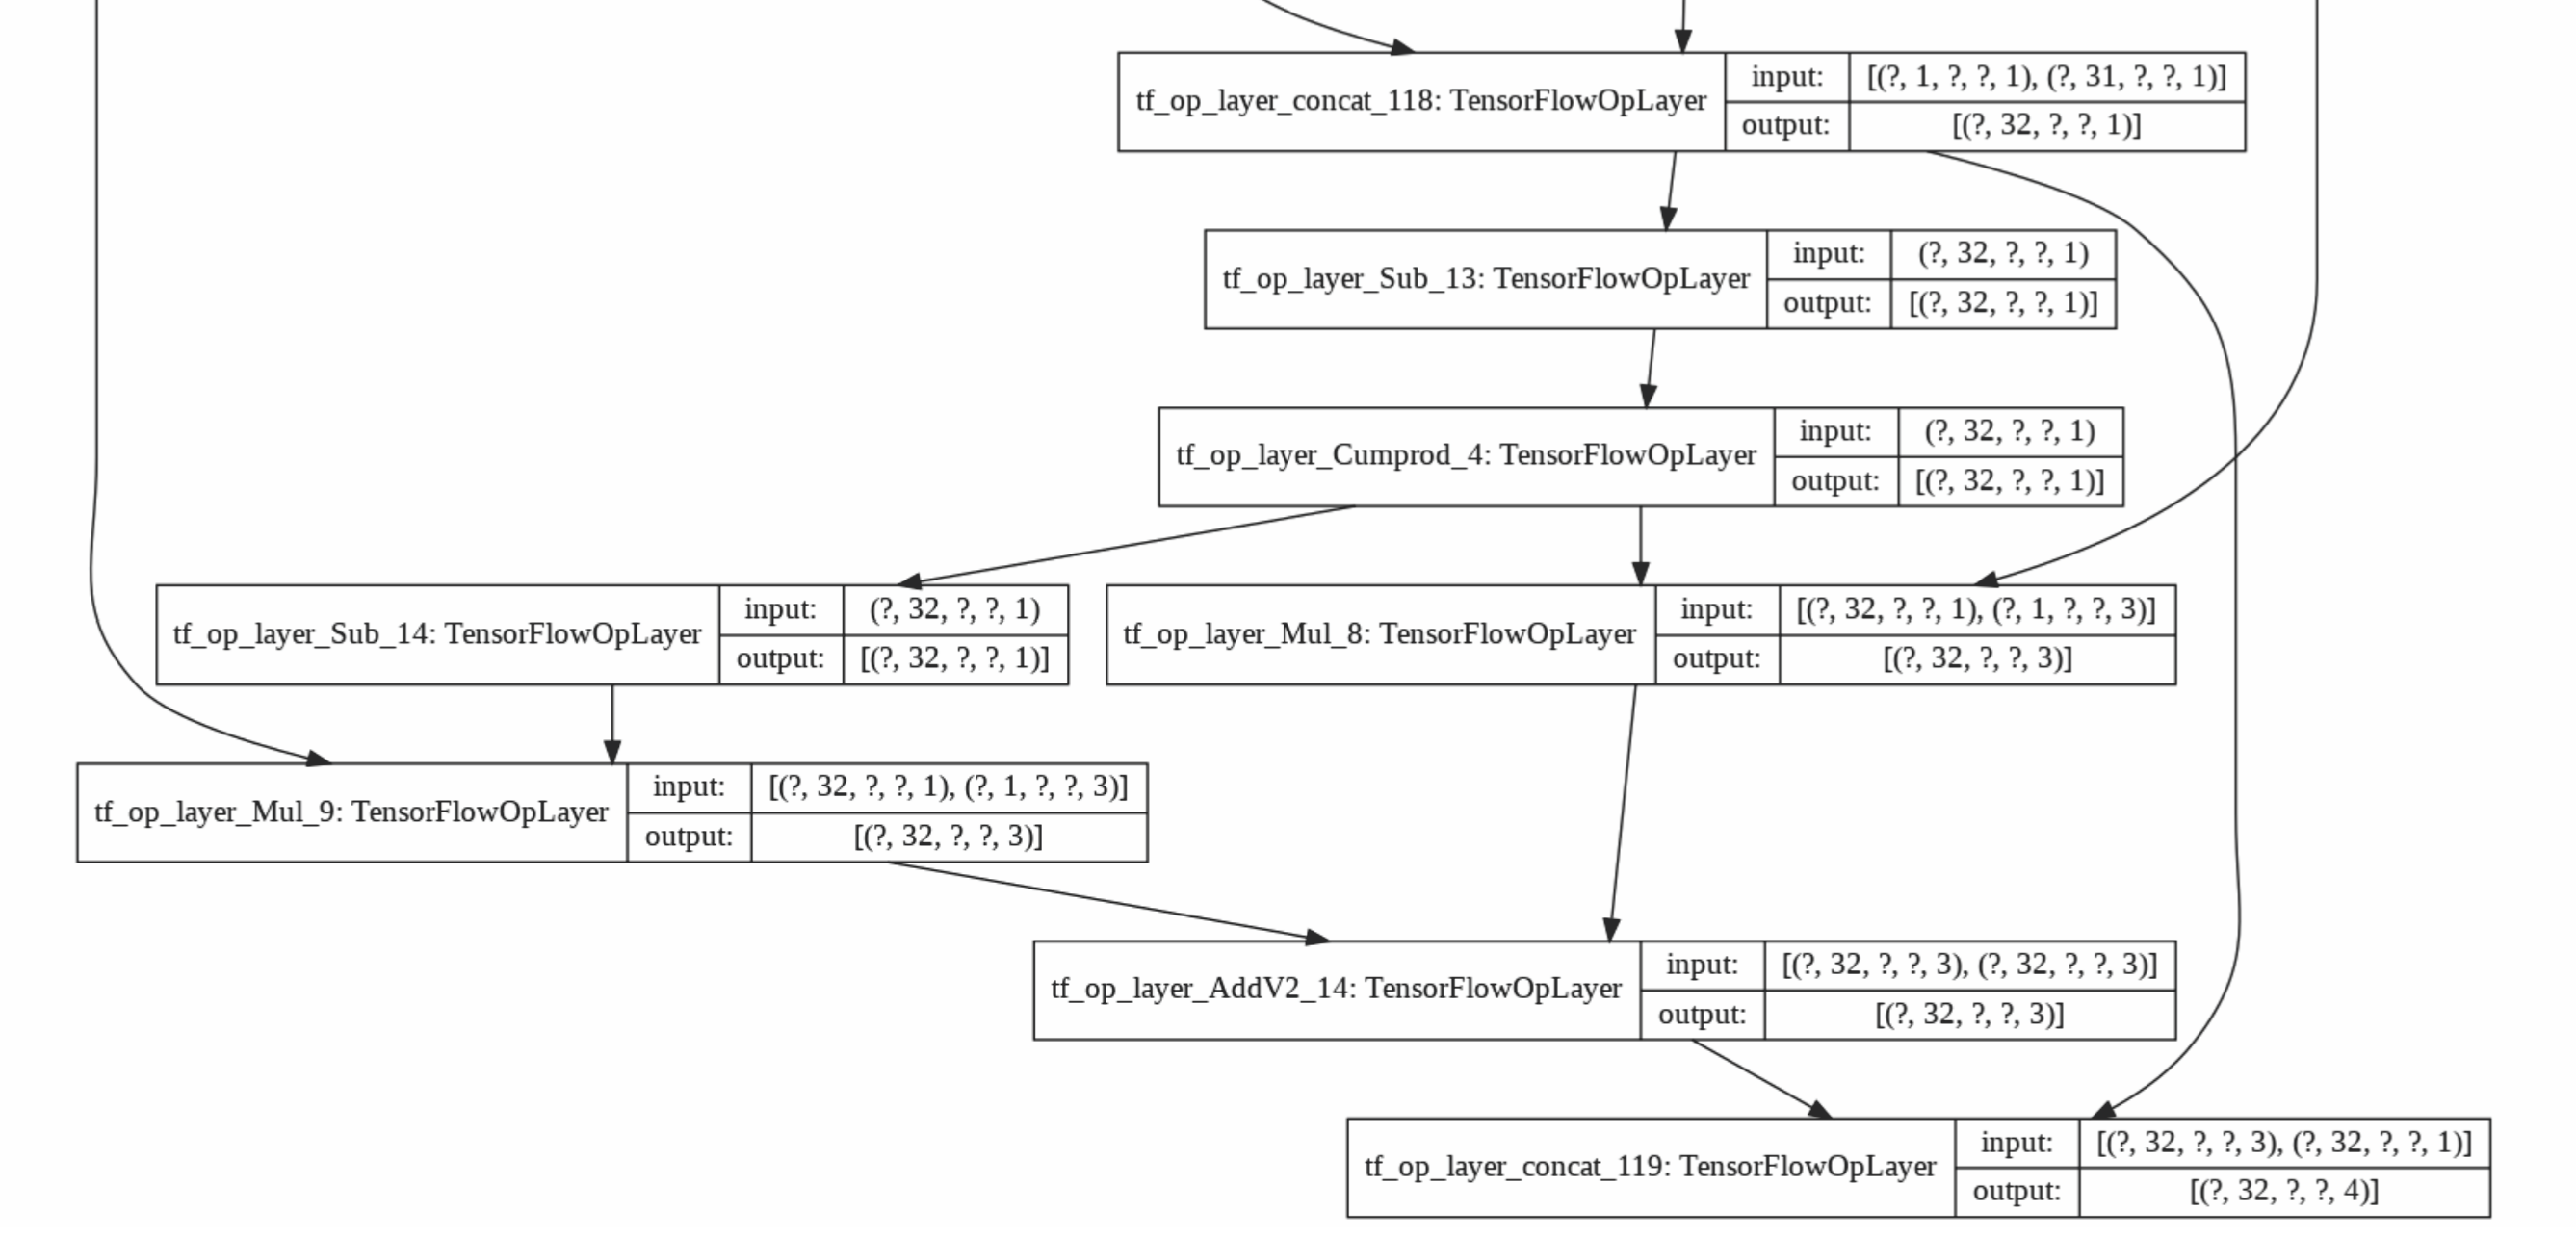 tf_op_layer_concat_118: TensorFlowOpLayer
input: [(?, 1, ?, ?, 1), (?, 31, ?, ?, 1)]
output: [(?, 32, ?, ?, 1)]
tf_op_layer_Sub_13: TensorFlowOpLayer
input: (?, 32, ?, ?, 1)
output: [(?, 32, ?, ?, 1)]
tf_op_layer_Cumprod_4: TensorFlowOpLayer
input: (?, 32, ?, ?, 1)
output: [(?, 32, ?, ?, 1)]
tf_op_layer_Sub_14: TensorFlowOpLayer
input: (?, 32, ?, ?, 1)
output: [(?, 32, ?, ?, 1)]
tf_op_layer_Mul_8: TensorFlowOpLayer
input: [(?, 32, ?, ?, 1), (?, 1, ?, ?, 3)]
output: [(?, 32, ?, ?, 3)]
tf_op_layer_Mul_9: TensorFlowOpLayer
input: [(?, 32, ?, ?, 1), (?, 1, ?, ?, 3)]
output: [(?, 32, ?, ?, 3)]
tf_op_layer_AddV2_14: TensorFlowOpLayer
input: [(?, 32, ?, ?, 3), (?, 32, ?, ?, 3)]
output: [(?, 32, ?, ?, 3)]
tf_op_layer_concat_119: TensorFlowOpLayer
input: [(?, 32, ?, ?, 3), (?, 32, ?, ?, 1)]
output: [(?, 32, ?, ?, 4)]